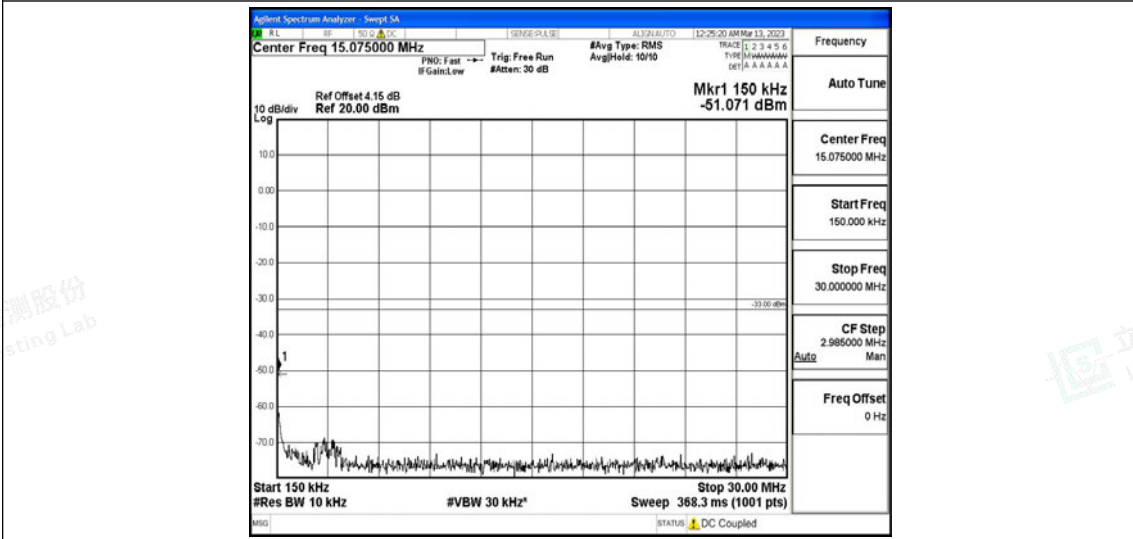 Agilent Spectrum Analyzer - Swept SA
RL RF 50 Ω DC SENSE:PULSE ALIGN AUTO 12:25:20 AM Mar 13, 2023
Center Freq 15.075000 MHz
PNO: Fast
IFGain:Low
Trig: Free Run
#Atten: 30 dB
#Avg Type: RMS
Avg|Hold: 10/10
TRACE 1 2 3 4 5 6
TYPE M
DET A A A A A A
Mkr1 150 kHz
-51.071 dBm
Ref Offset 4.15 dB
10 dB/div Ref 20.00 dBm
Log
10.0
0.00
-10.0
-20.0
-30.0
-33.00 dBm
-40.0
1
-50.0
-60.0
-70.0
Start 150 kHz Stop 30.00 MHz
#Res BW 10 kHz #VBW 30 kHz* Sweep 368.3 ms (1001 pts)
MSG STATUS DC Coupled
Frequency
Auto Tune
Center Freq
15.075000 MHz
Start Freq
150.000 kHz
Stop Freq
30.000000 MHz
CF Step
2.985000 MHz
Auto Man
Freq Offset
0 Hz
测股份
sting Lab
立